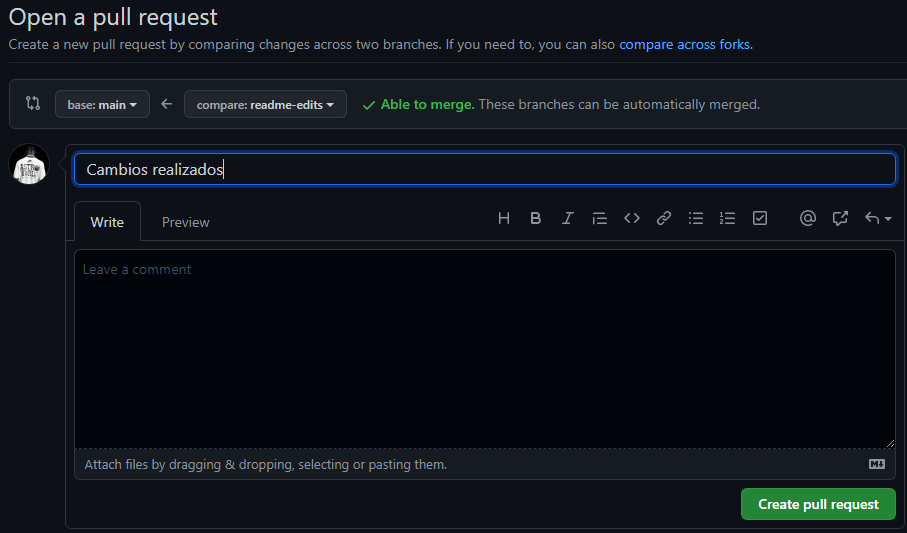 Open a pull request
Create a new pull request by comparing changes across two branches. If you need to, you can also compare across forks.
base: main compare: readme-edits Able to merge. These branches can be automatically merged.
Cambios realizados
Write Preview
Leave a comment
Attach files by dragging & dropping, selecting or pasting them.
Create pull request